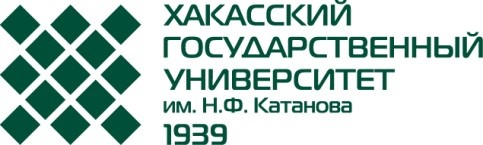 ХАКАССКИЙ
ГОСУДАРСТВЕННЫЙ
УНИВЕРСИТЕТ
им. Н.Ф. Катанова
1939